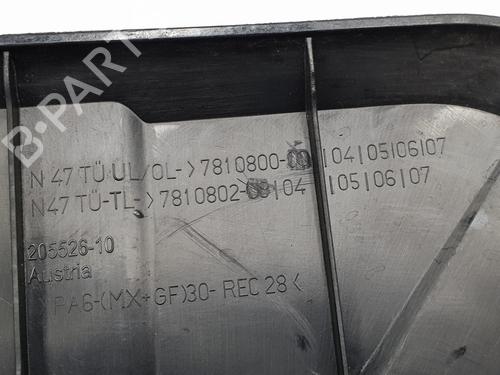 B-PARTS
N 47 TÜ UL/OL->7810800- |04|05|06|07
N47 TÜ-TL->7810802- |04 |05|06|07
205526-10
Austria
PA6-(MX+GF)30- REC 28<